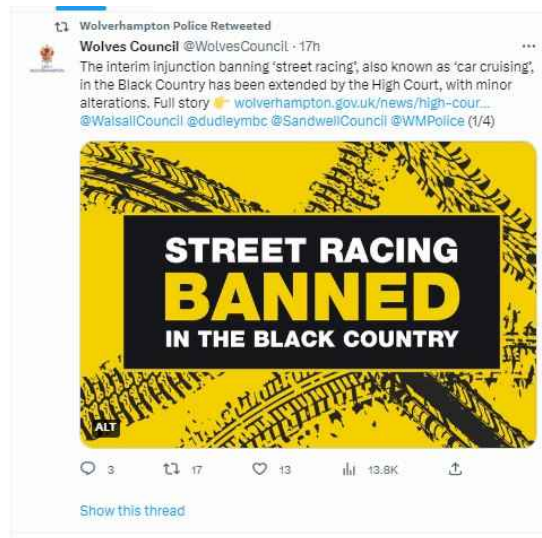 Wolverhampton Police Retweeted
Wolves Council @WolvesCouncil · 17h
The interim injunction banning ‘street racing’, also known as ‘car cruising’,
in the Black Country has been extended by the High Court, with minor
alterations. Full story 👉 wolverhampton.gov.uk/news/high-cour...
@WalsallCouncil @dudleymbc @SandwellCouncil @WMPolice (1/4)
STREET RACING
BANNED
IN THE BLACK COUNTRY
ALT
3 17 13 13.8K
Show this thread